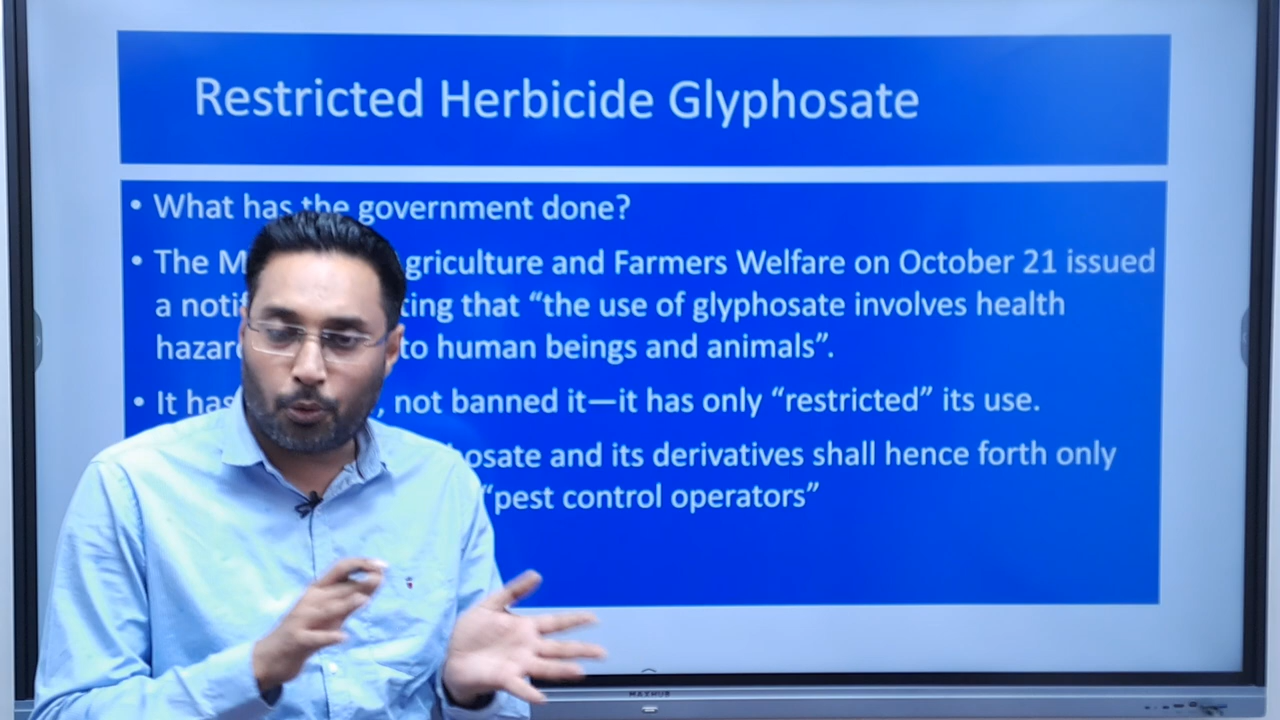 Restricted Herbicide Glyphosate
• What has the government done?
• The griculture and Farmers Welfare on October 21 issued
a ting that “the use of glyphosate involves health
to human beings and animals”.
• It has , not banned it—it has only “restricted” its use.
osate and its derivatives shall hence forth only
“pest control operators”
MAXHUB